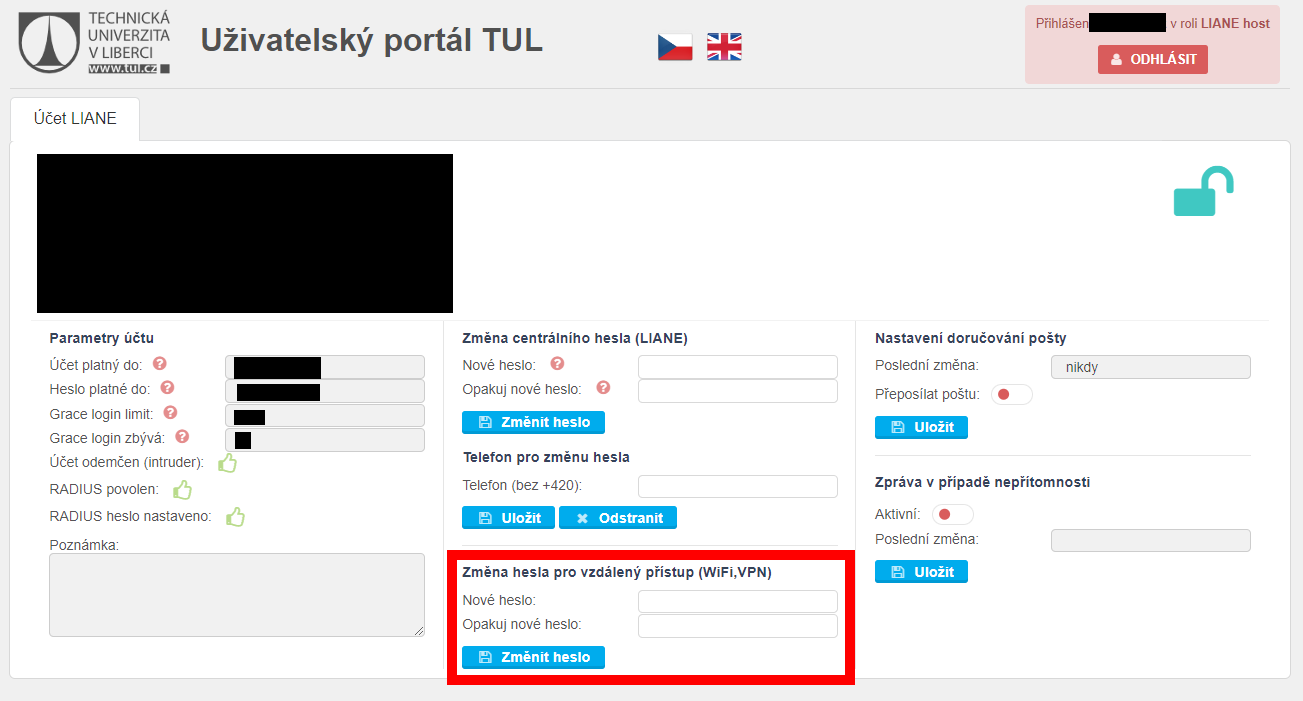 TECHNICKÁ
UNIVERZITA
V LIBERCI
www.tul.cz
Uživatelský portál TUL
Přihlášen v roli LIANE host
ODHLÁSIT
Účet LIANE
Parametry účtu
Účet platný do: ?
Heslo platné do: ?
Grace login limit: ?
Grace login zbývá: ?
Účet odemčen (intruder):
RADIUS povolen:
RADIUS heslo nastaveno:
Poznámka:
Změna centrálního hesla (LIANE)
Nové heslo: ?
Opakuj nové heslo: ?
Změnit heslo
Telefon pro změnu hesla
Telefon (bez +420):
Uložit Odstranit
Změna hesla pro vzdálený přístup (WiFi,VPN)
Nové heslo:
Opakuj nové heslo:
Změnit heslo
Nastavení doručování pošty
Poslední změna: nikdy
Přeposílat poštu:
Uložit
Zpráva v případě nepřítomnosti
Aktivní:
Poslední změna:
Uložit